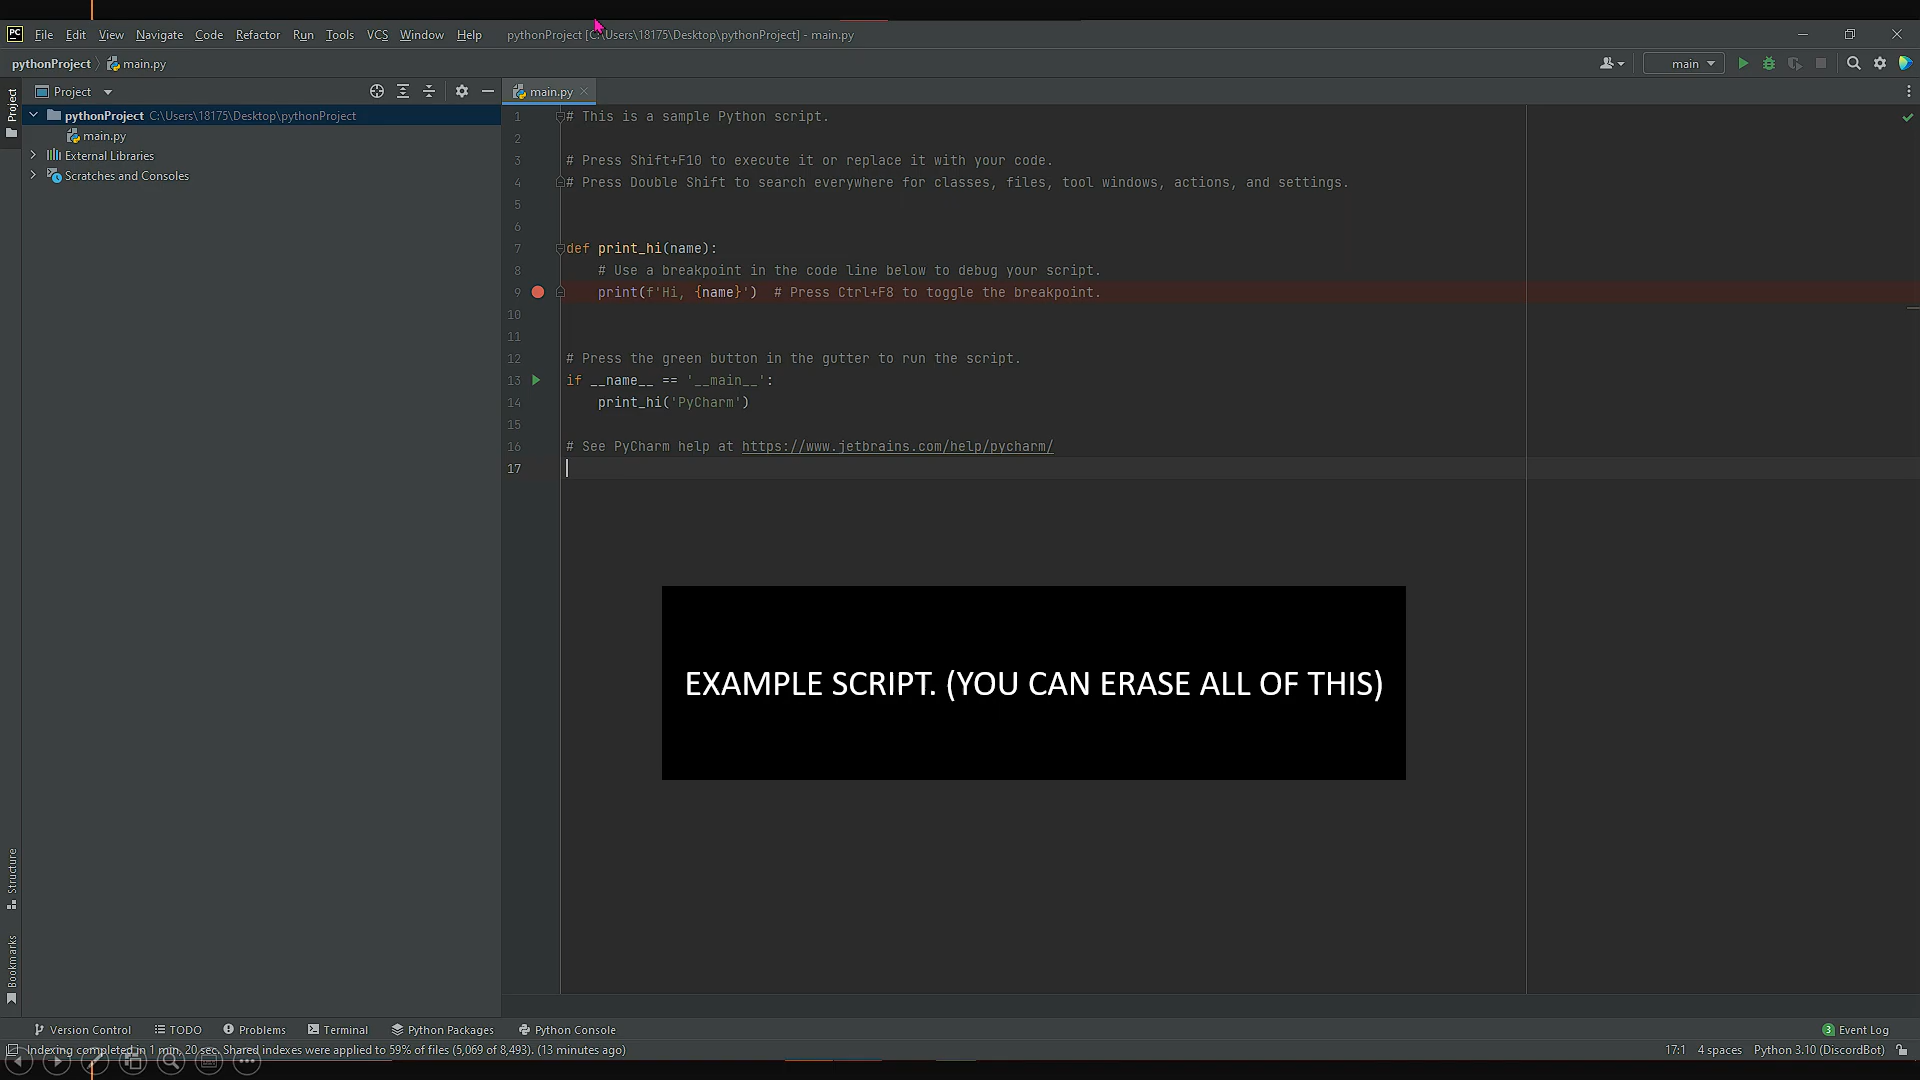 PC File Edit View Navigate Code Refactor Run Tools VCS Window Help pythonProject [C:\Users\18175\Desktop\pythonProject] - main.py
pythonProject main.py main
Project
Project
main.py
pythonProject C:\Users\18175\Desktop\pythonProject
main.py
External Libraries
Scratches and Consoles
1 # This is a sample Python script.
2
3 # Press Shift+F10 to execute it or replace it with your code.
4 # Press Double Shift to search everywhere for classes, files, tool windows, actions, and settings.
5
6
7 def print_hi(name):
8 # Use a breakpoint in the code line below to debug your script.
9 print(f'Hi, {name}') # Press Ctrl+F8 to toggle the breakpoint.
10
11
12 # Press the green button in the gutter to run the script.
13 if __name__ == '__main__':
14 print_hi('PyCharm')
15
16 # See PyCharm help at https://www.jetbrains.com/help/pycharm/
17
EXAMPLE SCRIPT. (YOU CAN ERASE ALL OF THIS)
Structure
Bookmarks
Version Control TODO Problems Terminal Python Packages Python Console 3 Event Log
Indexing completed in 1 min, 20 sec. Shared indexes were applied to 59% of files (5,069 of 8,493). (13 minutes ago) 17:1 4 spaces Python 3.10 (DiscordBot)